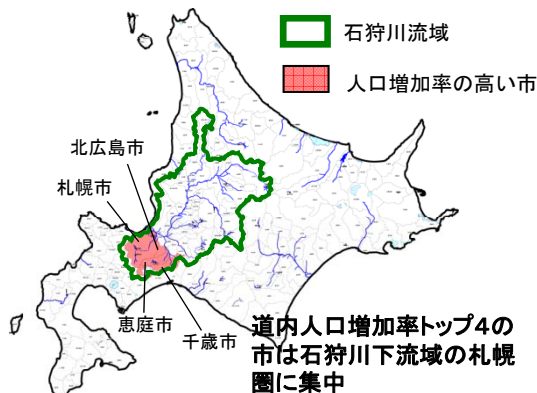 石狩川流域
人口増加率の高い市
北広島市
札幌市
恵庭市
千歳市
道内人口増加率トップ4の
市は石狩川下流域の札幌
圏に集中